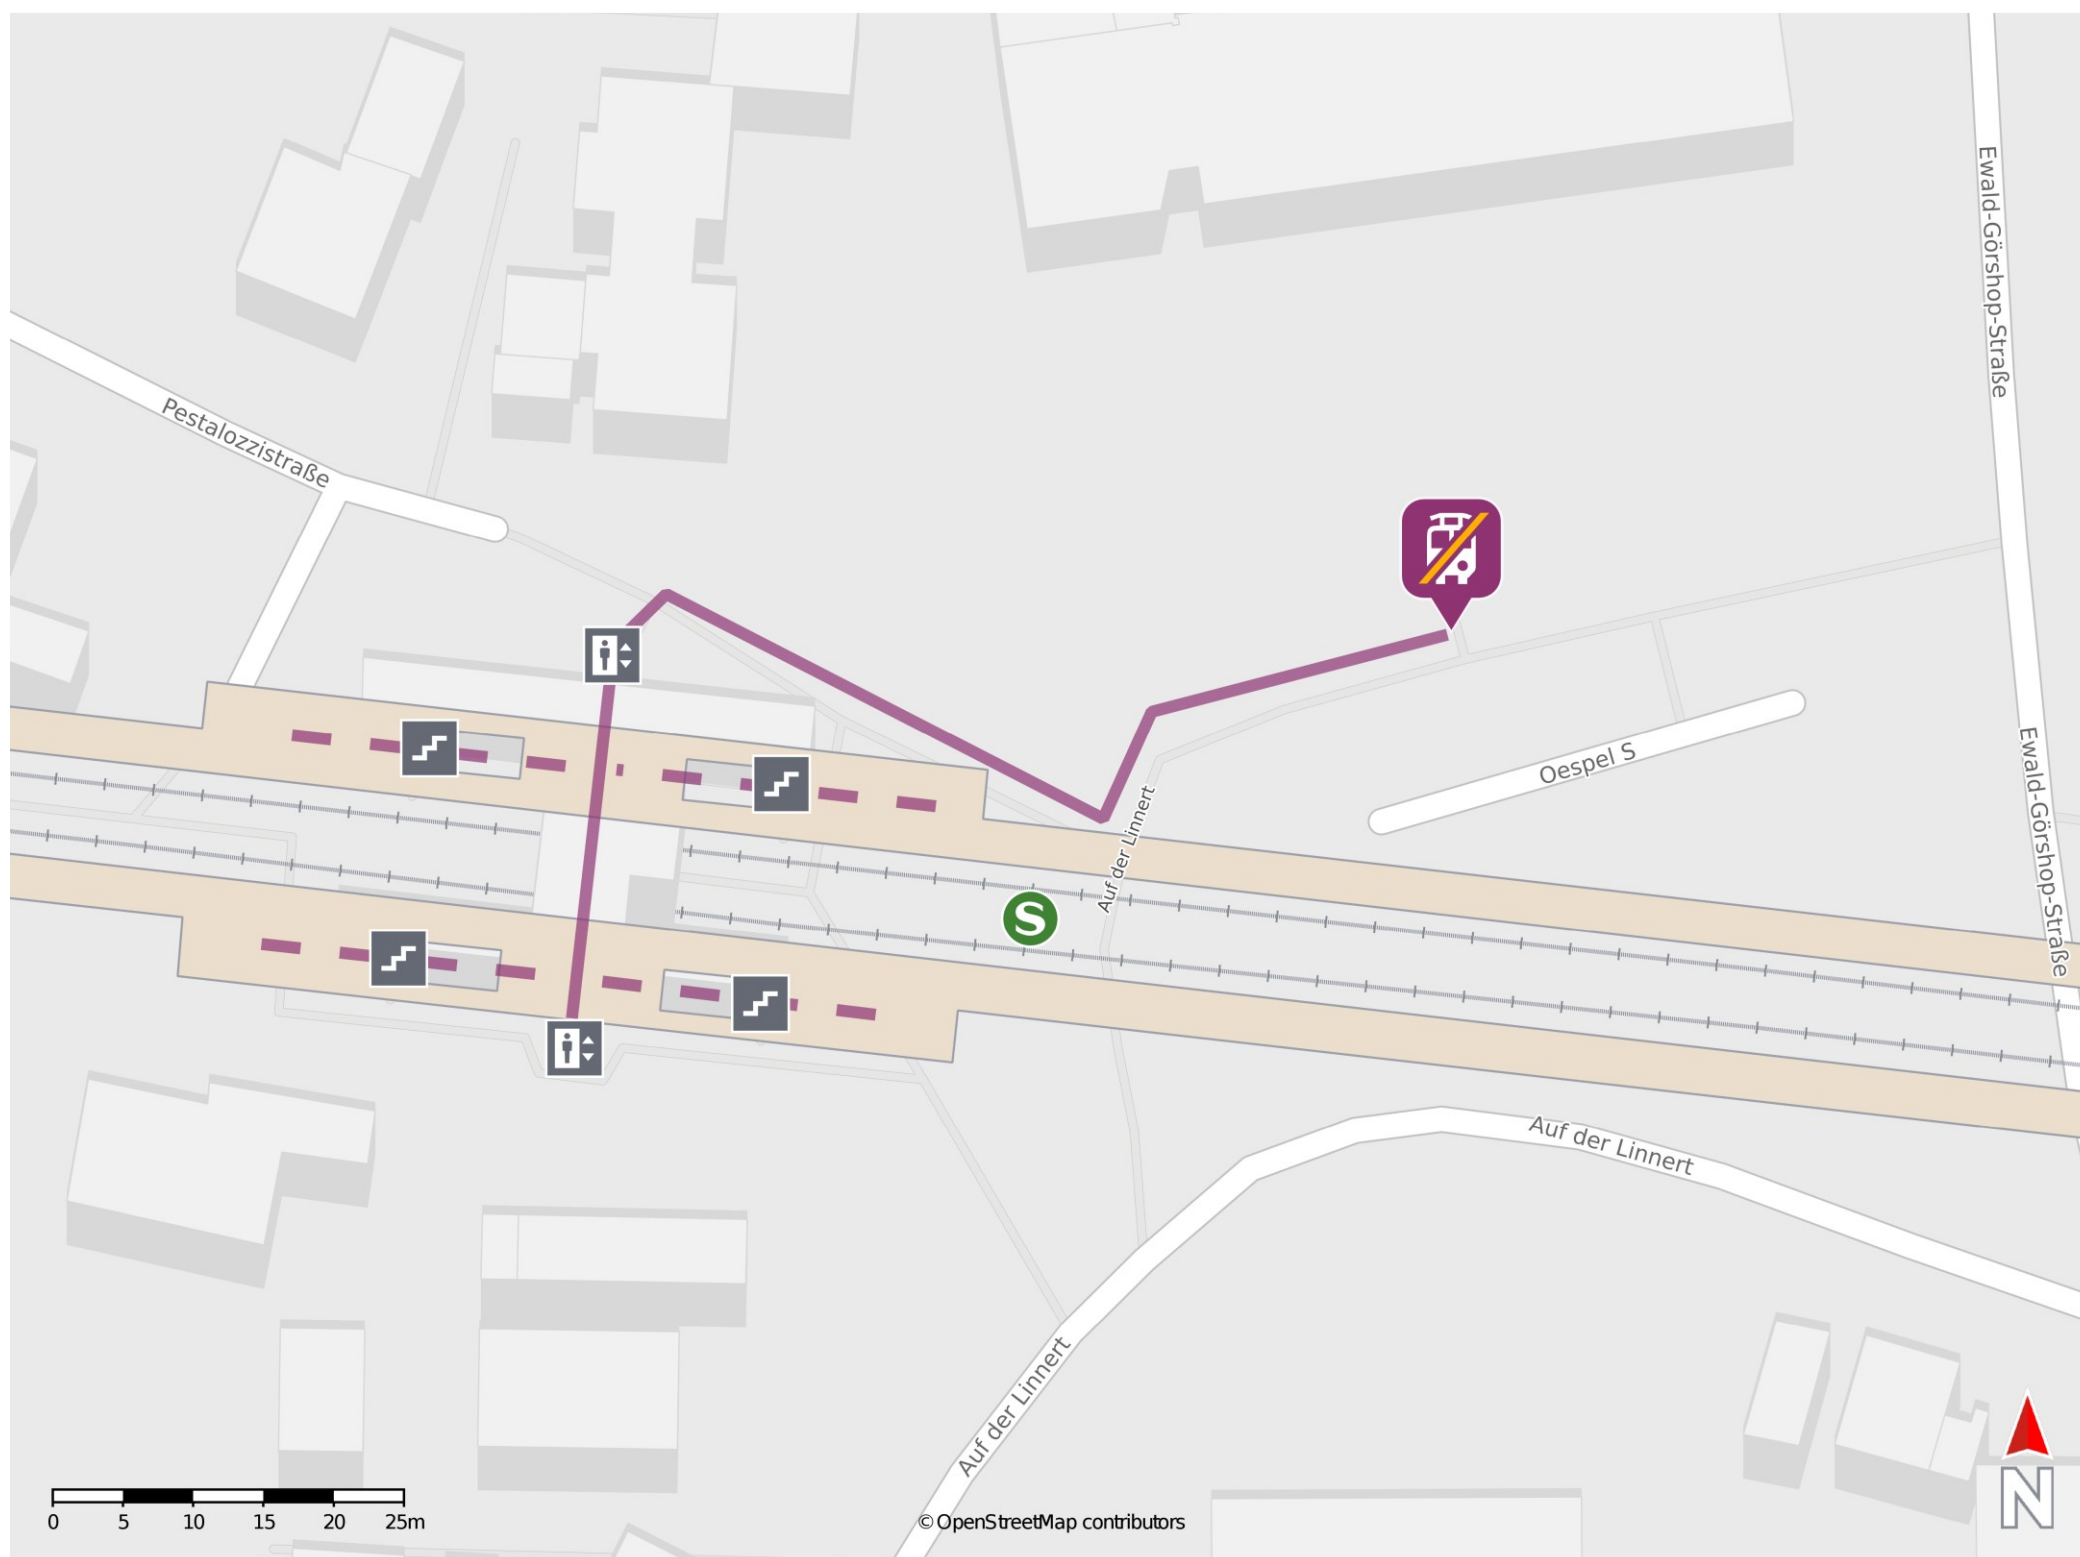 Ewald-Görshop-Straße
Pestalozzistraße
Oespel S
Auf der Linnert
Ewald-Görshop-Straße
S
Auf der Linnert
Auf der Linnert
0 5 10 15 20 25m
© OpenStreetMap contributors
N